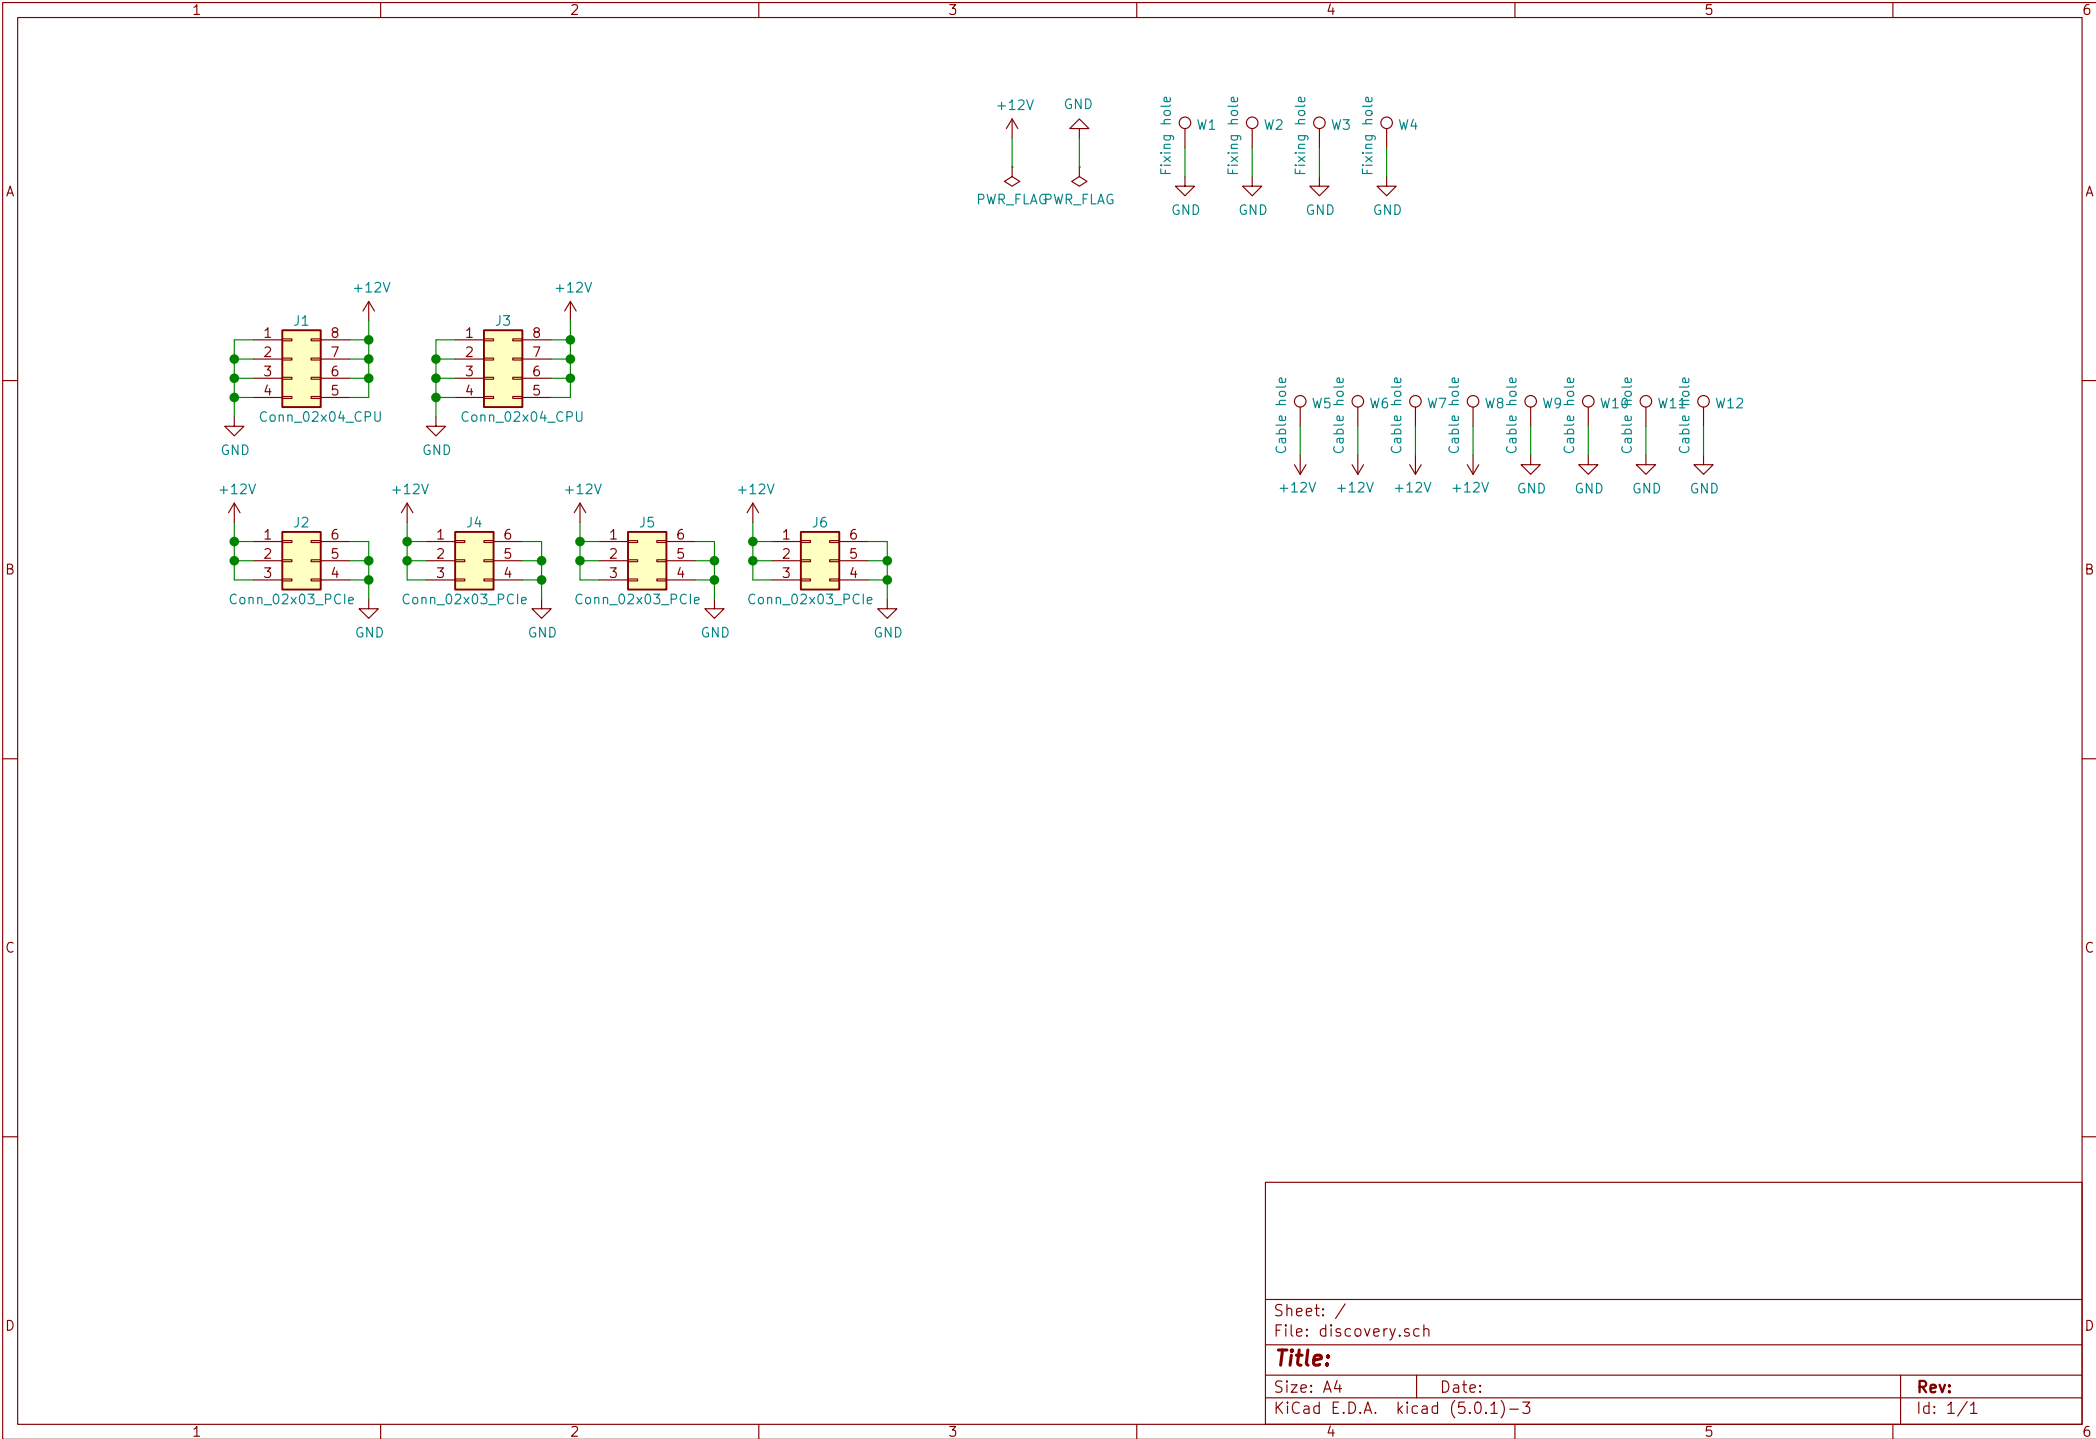 1 2 3 4 5 6
+12V GND
Fixing hole W1 Fixing hole W2 Fixing hole W3 Fixing hole W4
A A
PWR_FLAG PWR_FLAG
GND GND GND GND
+12V +12V
J1 J3
1 8 1 8
2 7 2 7
3 6 3 6
4 5 4 5
Conn_02x04_CPU Conn_02x04_CPU
GND GND
Cable hole W5 Cable hole W6 Cable hole W7 Cable hole W8 Cable hole W9 Cable hole W10 Cable hole W11 Cable hole W12
+12V +12V +12V +12V GND GND GND GND
+12V +12V +12V +12V
J2 J4 J5 J6
1 6 1 6 1 6 1 6
2 5 2 5 2 5 2 5
3 4 3 4 3 4 3 4
B B
Conn_02x03_PCIe Conn_02x03_PCIe Conn_02x03_PCIe Conn_02x03_PCIe
GND GND GND GND
C C
Sheet: /
D D
File: discovery.sch
Title:
Size: A4 Date: Rev:
KiCad E.D.A. kicad (5.0.1)-3 Id: 1/1
1 2 3 4 5 6